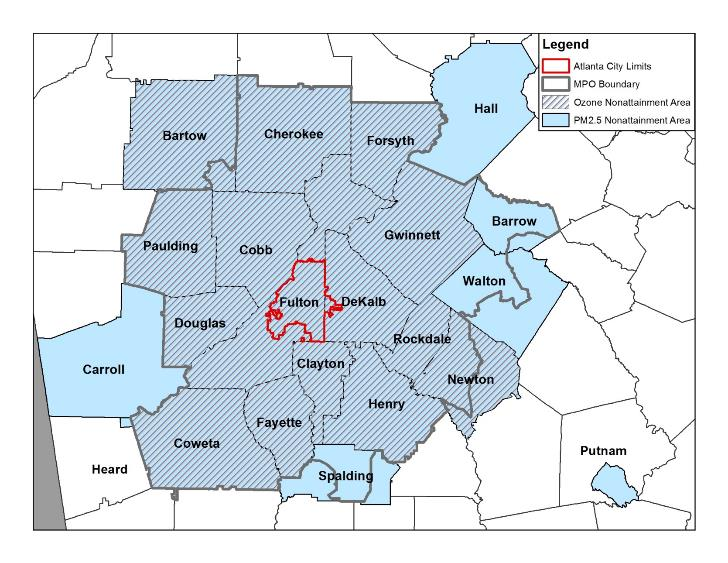 Legend
Atlanta City Limits
MPO Boundary
Ozone Nonattainment Area
PM2.5 Nonattainment Area
Hall
Bartow
Cherokee
Forsyth
Barrow
Gwinnett
Paulding
Cobb
Walton
Fulton
DeKalb
Douglas
Rockdale
Clayton
Carroll
Newton
Henry
Fayette
Coweta
Putnam
Heard
Spalding